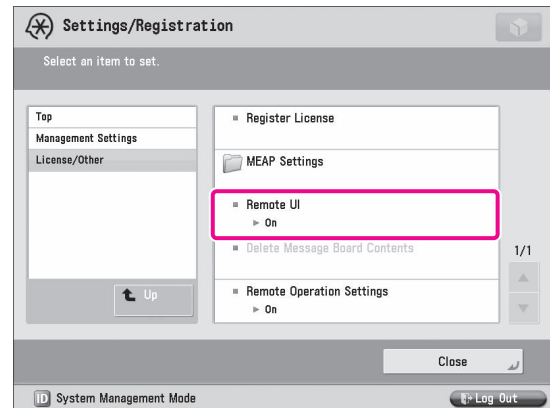 Settings/Registration
Select an item to set.
Top
Management Settings
License/Other
Up
Register License
MEAP Settings
Remote UI
► On
Delete Message Board Contents
Remote Operation Settings
► On
1/1
Close
ID System Management Mode
Log Out